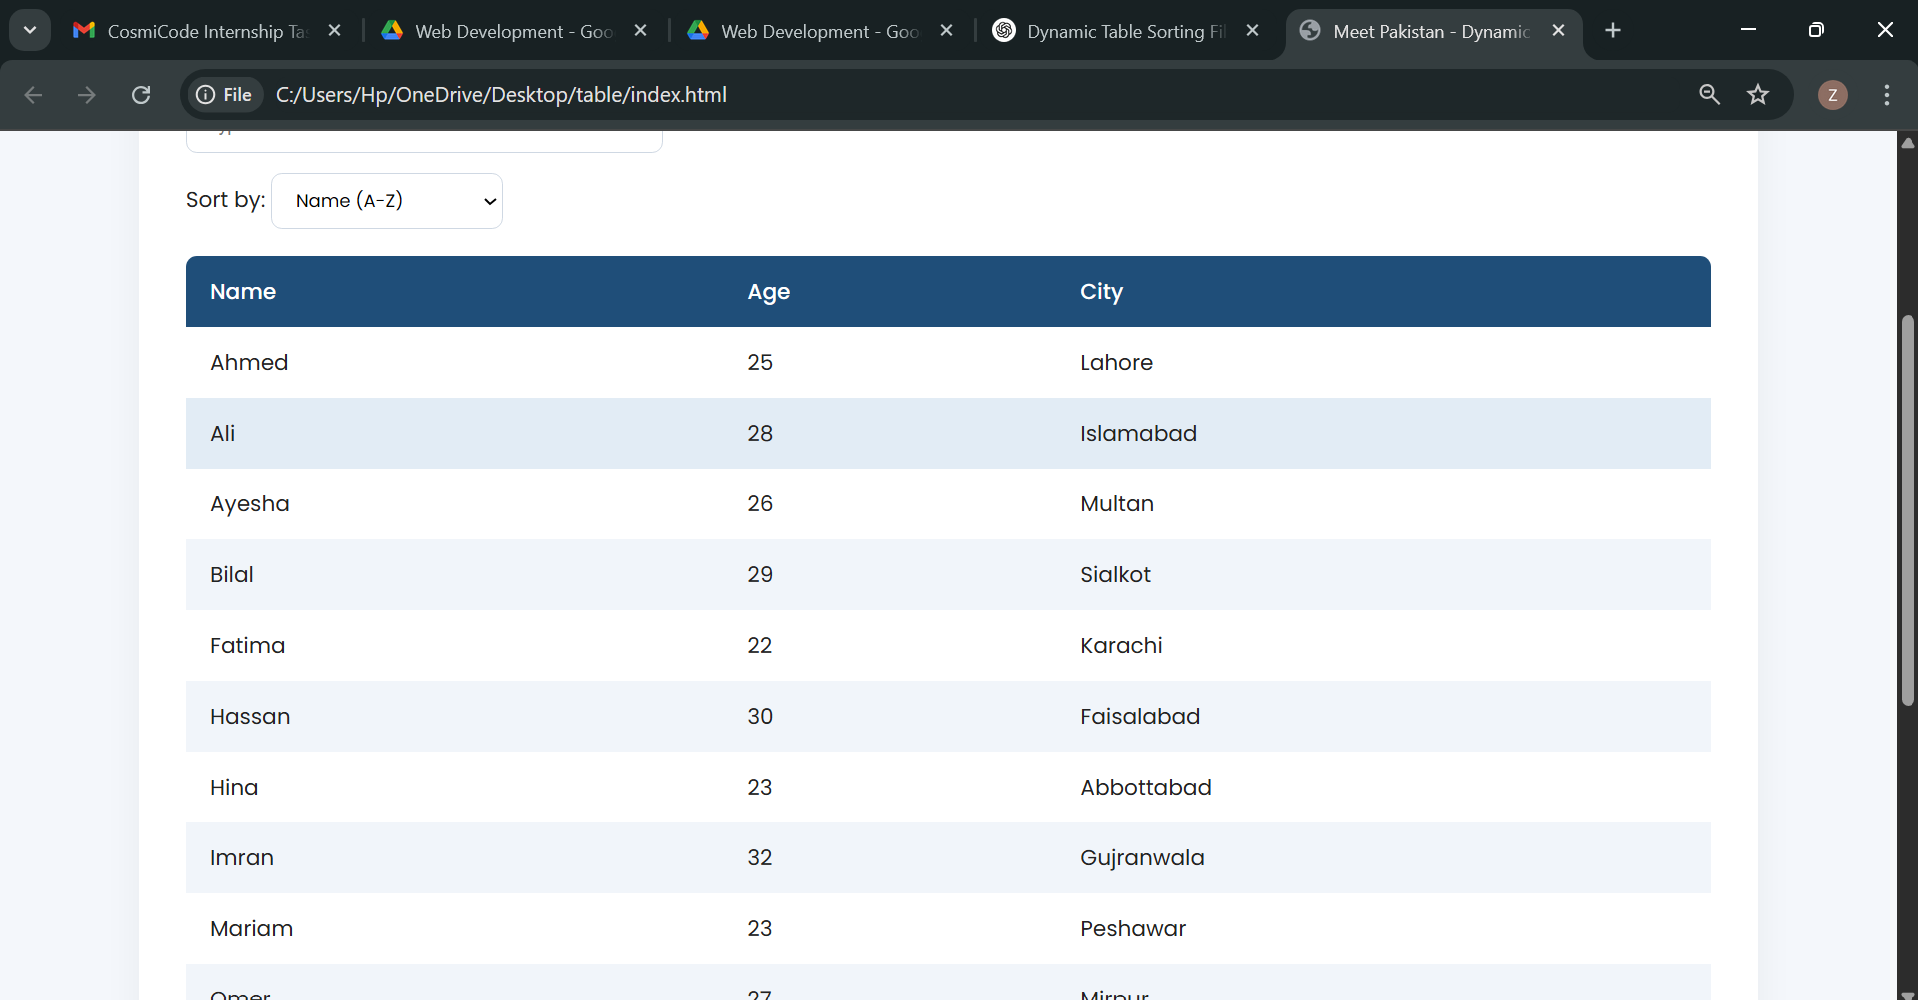 CosmiCode Internship Ta
Web Development - Goo
Web Development - Goo
Dynamic Table Sorting Fil
Meet Pakistan - Dynamic
File C:/Users/Hp/OneDrive/Desktop/table/index.html
Z
Sort by: Name (A-Z)
Name Age City
Ahmed 25 Lahore
Ali 28 Islamabad
Ayesha 26 Multan
Bilal 29 Sialkot
Fatima 22 Karachi
Hassan 30 Faisalabad
Hina 23 Abbottabad
Imran 32 Gujranwala
Mariam 23 Peshawar
Omer 27 Mirpur